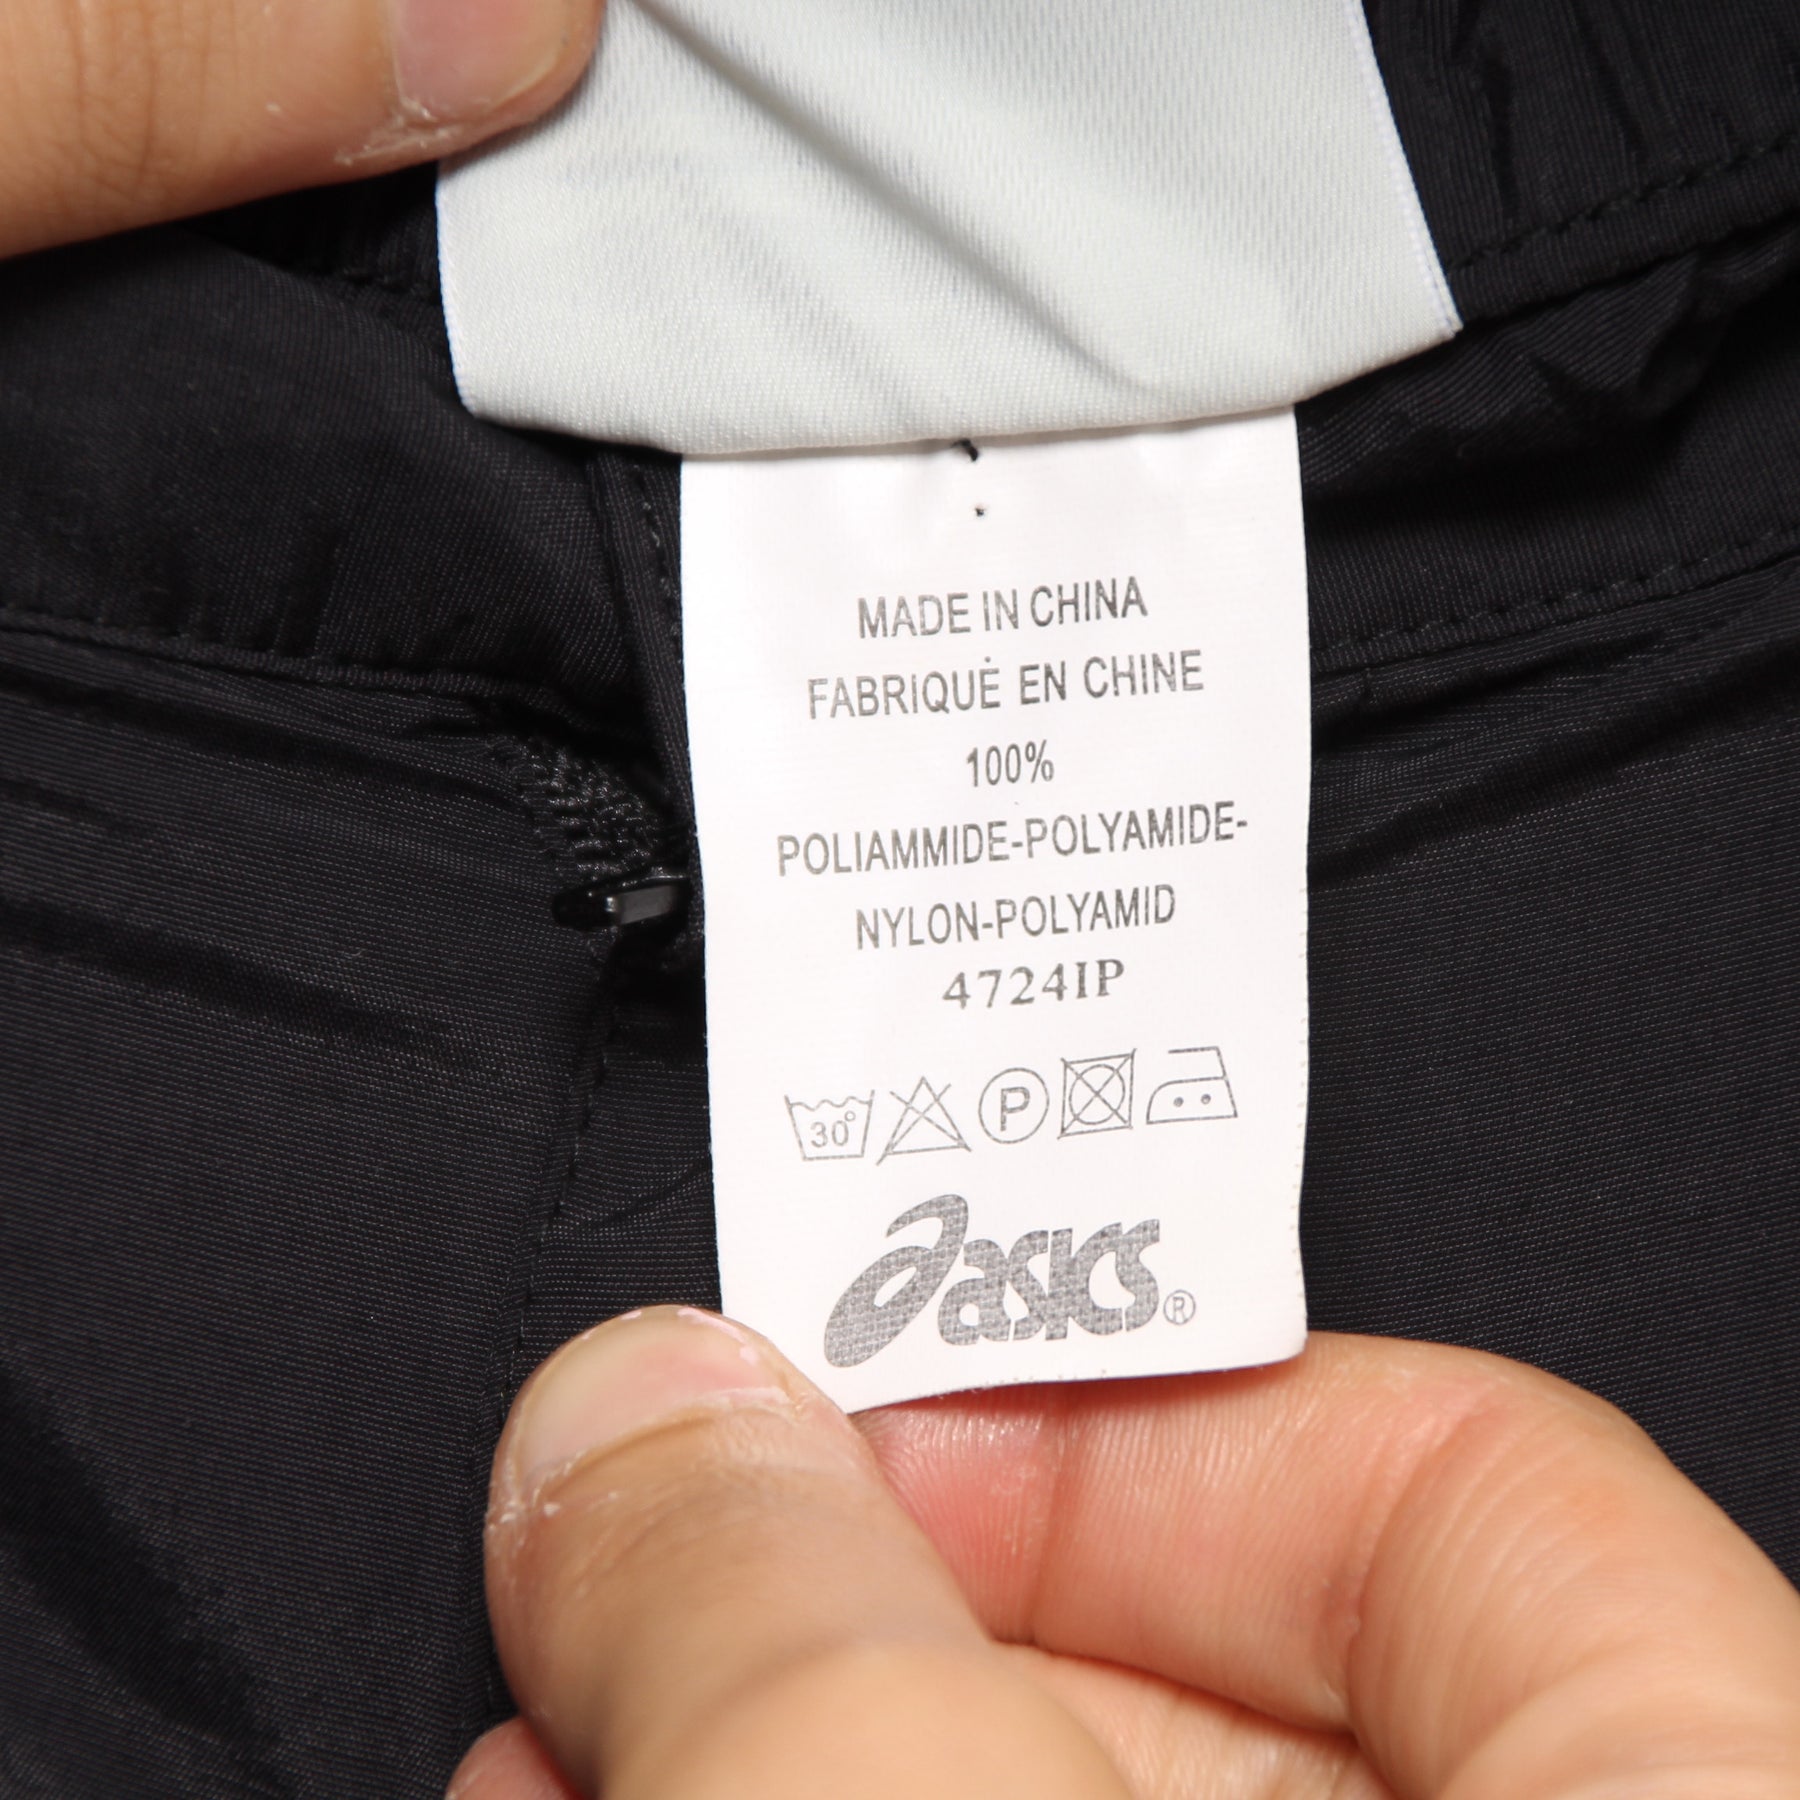 MADE IN CHINA
FABRIQUĖ EN CHINE
100%
POLIAMMIDE-POLYAMIDE-
NYLON-POLYAMID
4724IP
30° P
asics®